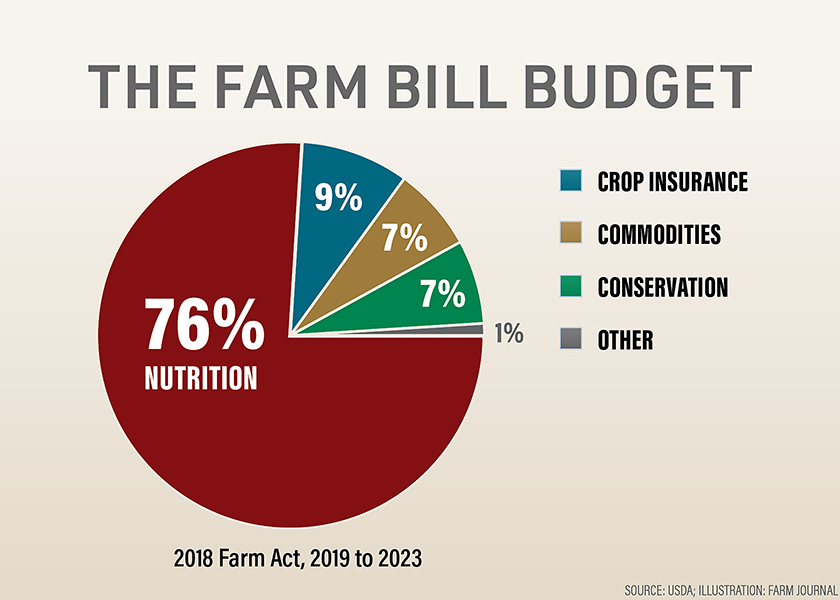 THE FARM BILL BUDGET
9%
7%
7%
1%
76%
NUTRITION
CROP INSURANCE
COMMODITIES
CONSERVATION
OTHER
2018 Farm Act, 2019 to 2023
SOURCE: USDA; ILLUSTRATION: FARM JOURNAL